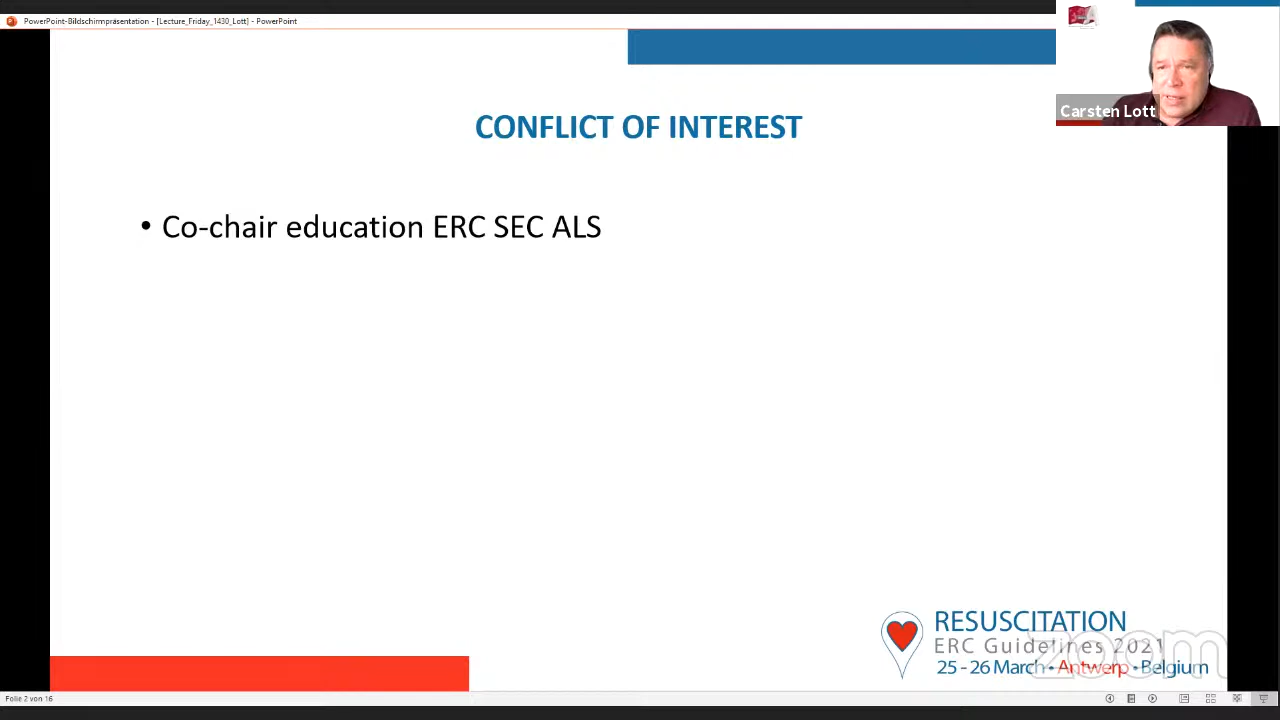 PowerPoint-Bildschirmpräsentation - [Lecture_Friday_1430_Lott] - PowerPoint
Carsten Lott
CONFLICT OF INTEREST
• Co-chair education ERC SEC ALS
RESUSCITATION
ERC Guidelines 2021
25 - 26 March • Antwerp • Belgium
zoom
Folie 2 von 16